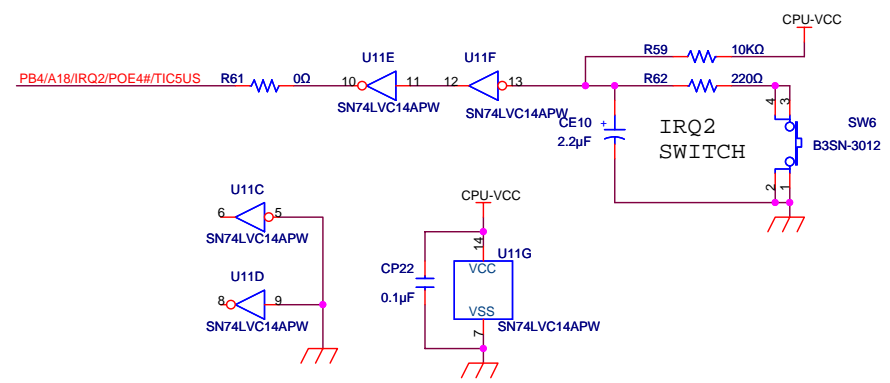 CPU-VCC
U11E
U11F
R59
10KΩ
PB4/A18/IRQ2/POE4#/TIC5US
R61
0Ω
10
11
12
13
R62
220Ω
SN74LVC14APW
SN74LVC14APW
4
3
CE10
+
2.2µF
IRQ2
SWITCH
SW6
B3SN-3012
2
1
U11C
6
5
SN74LVC14APW
CPU-VCC
14
U11G
CP22
0.1µF
VCC
VSS
7
SN74LVC14APW
U11D
8
9
SN74LVC14APW